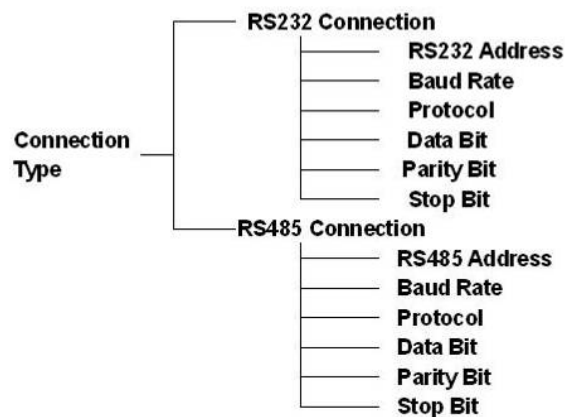 RS232 Connection
RS232 Address
Baud Rate
Protocol
Data Bit
Parity Bit
Stop Bit
Connection
Type
RS485 Connection
RS485 Address
Baud Rate
Protocol
Data Bit
Parity Bit
Stop Bit